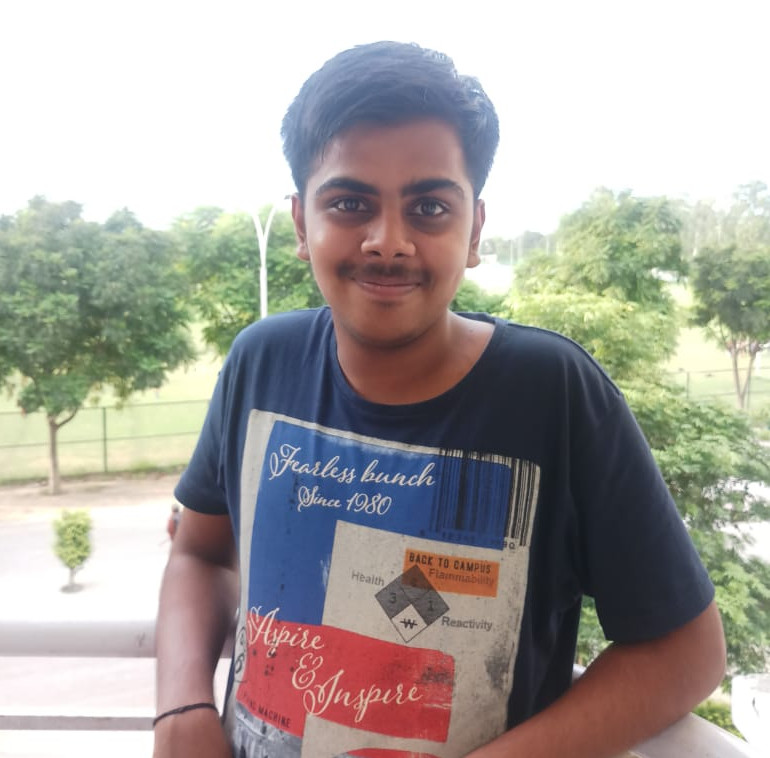 Fearless bunch
Since 1980
BACK TO CAMPUS
Flammability
Health
3 1
W
Reactivity
Aspire
&
Inspire
MACHINE